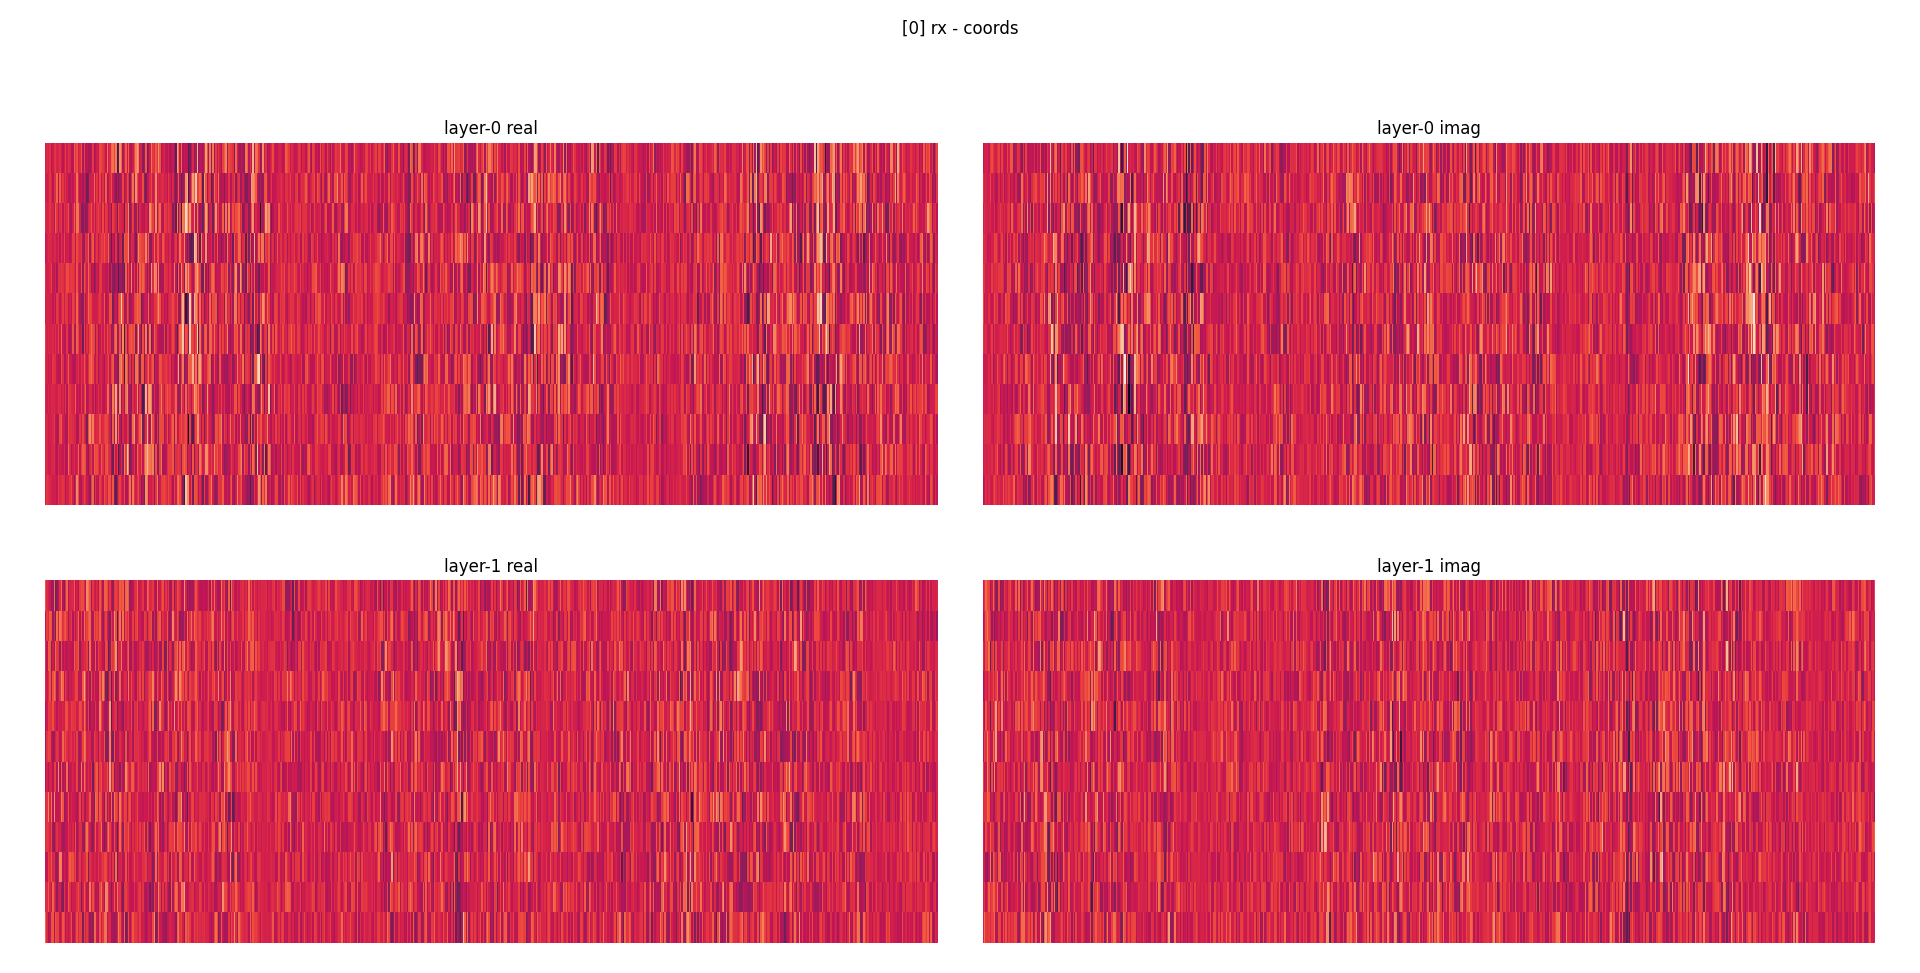 [0] rx - coords
layer-0 real
layer-0 imag
layer-1 real
layer-1 imag